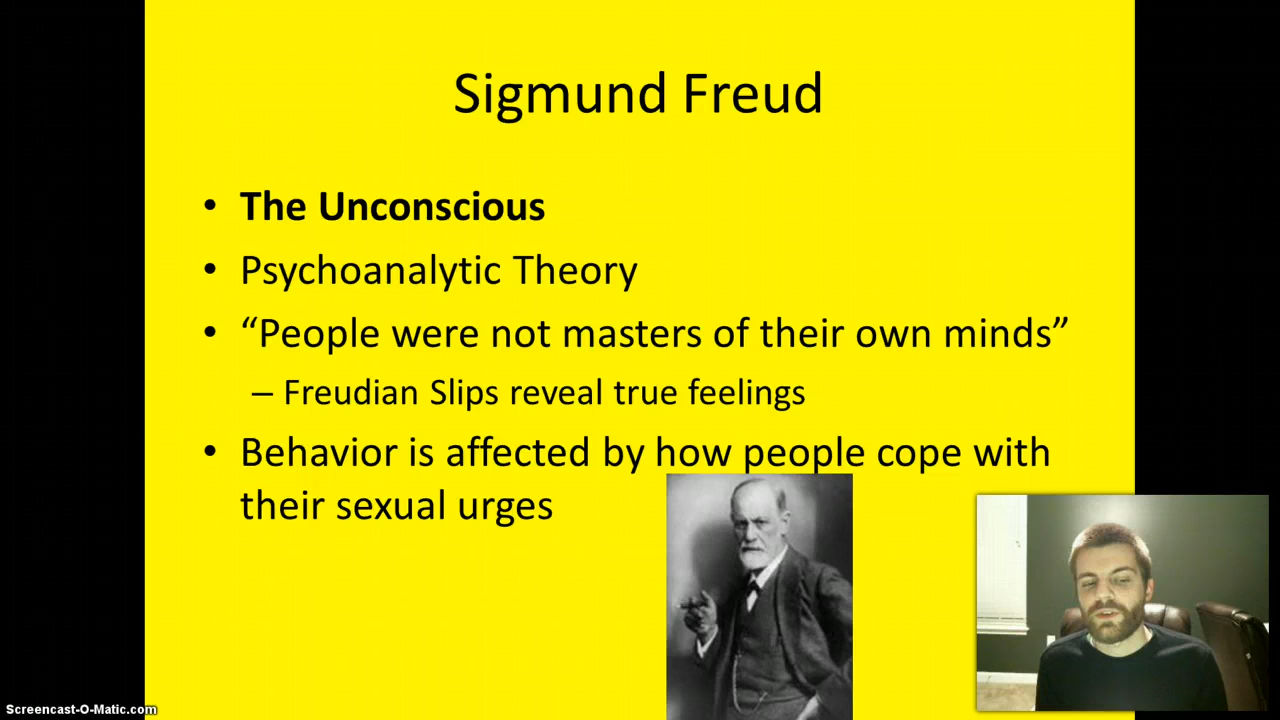 Sigmund Freud
• The Unconscious
• Psychoanalytic Theory
• “People were not masters of their own minds”
– Freudian Slips reveal true feelings
• Behavior is affected by how people cope with
their sexual urges
Screencast-O-Matic.com